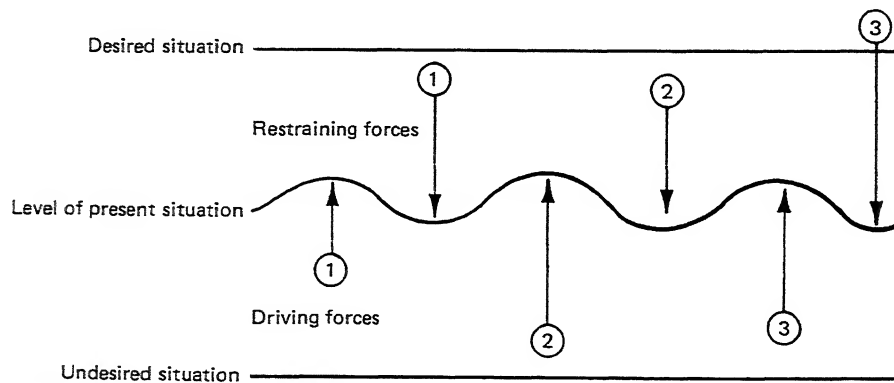 3
Desired situation
1
2
Restraining forces
Level of present situation
1
Driving forces
3
2
Undesired situation